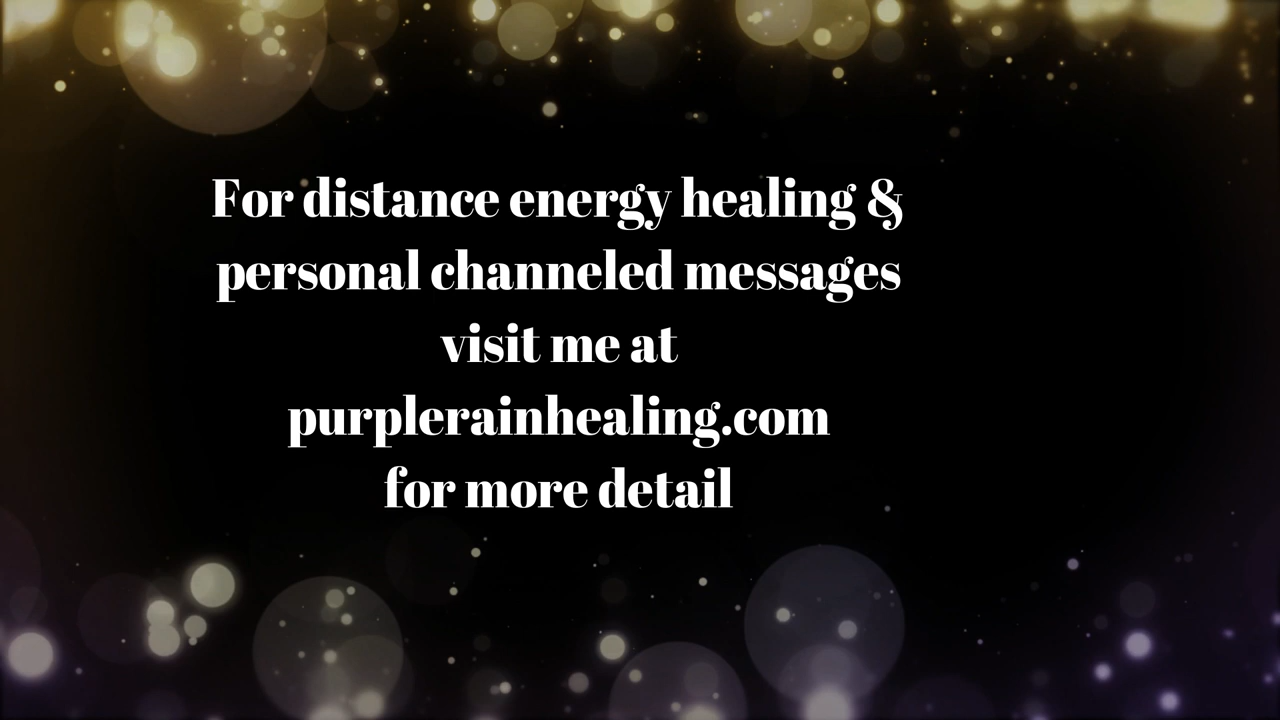 For distance energy healing &
personal channeled messages
visit me at
purplerainhealing.com
for more detail